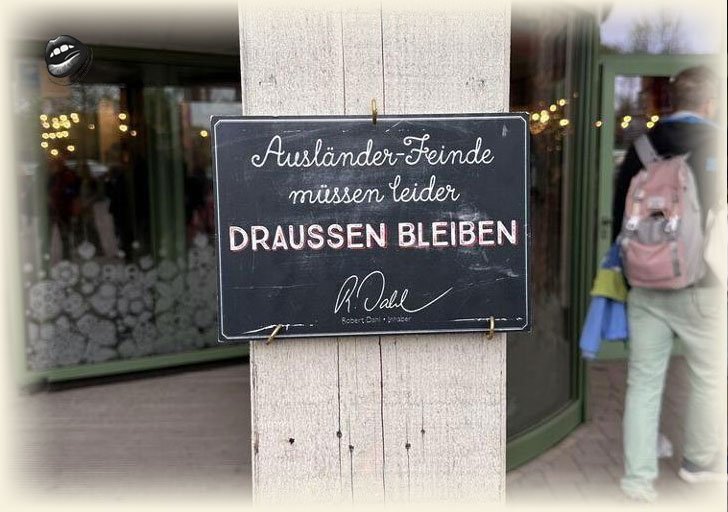 Ausländer-Feinde
müssen leider
DRAUSSEN BLEIBEN
R. Dahl
Robert Dahl • Inhaber